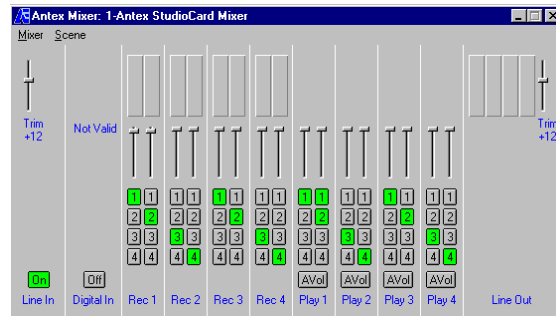 Antex Mixer: 1-Antex StudioCard Mixer
Mixer Scene
Trim +12
Not Valid
Trim +12
1 1 1 1 1 1 1 1 1 1 1 1 1 1 1 1
2 2 2 2 2 2 2 2 2 2 2 2 2 2 2 2
3 3 3 3 3 3 3 3 3 3 3 3 3 3 3 3
4 4 4 4 4 4 4 4 4 4 4 4 4 4 4 4
On Off AVol AVol AVol AVol
Line In Digital In Rec 1 Rec 2 Rec 3 Rec 4 Play 1 Play 2 Play 3 Play 4 Line Out